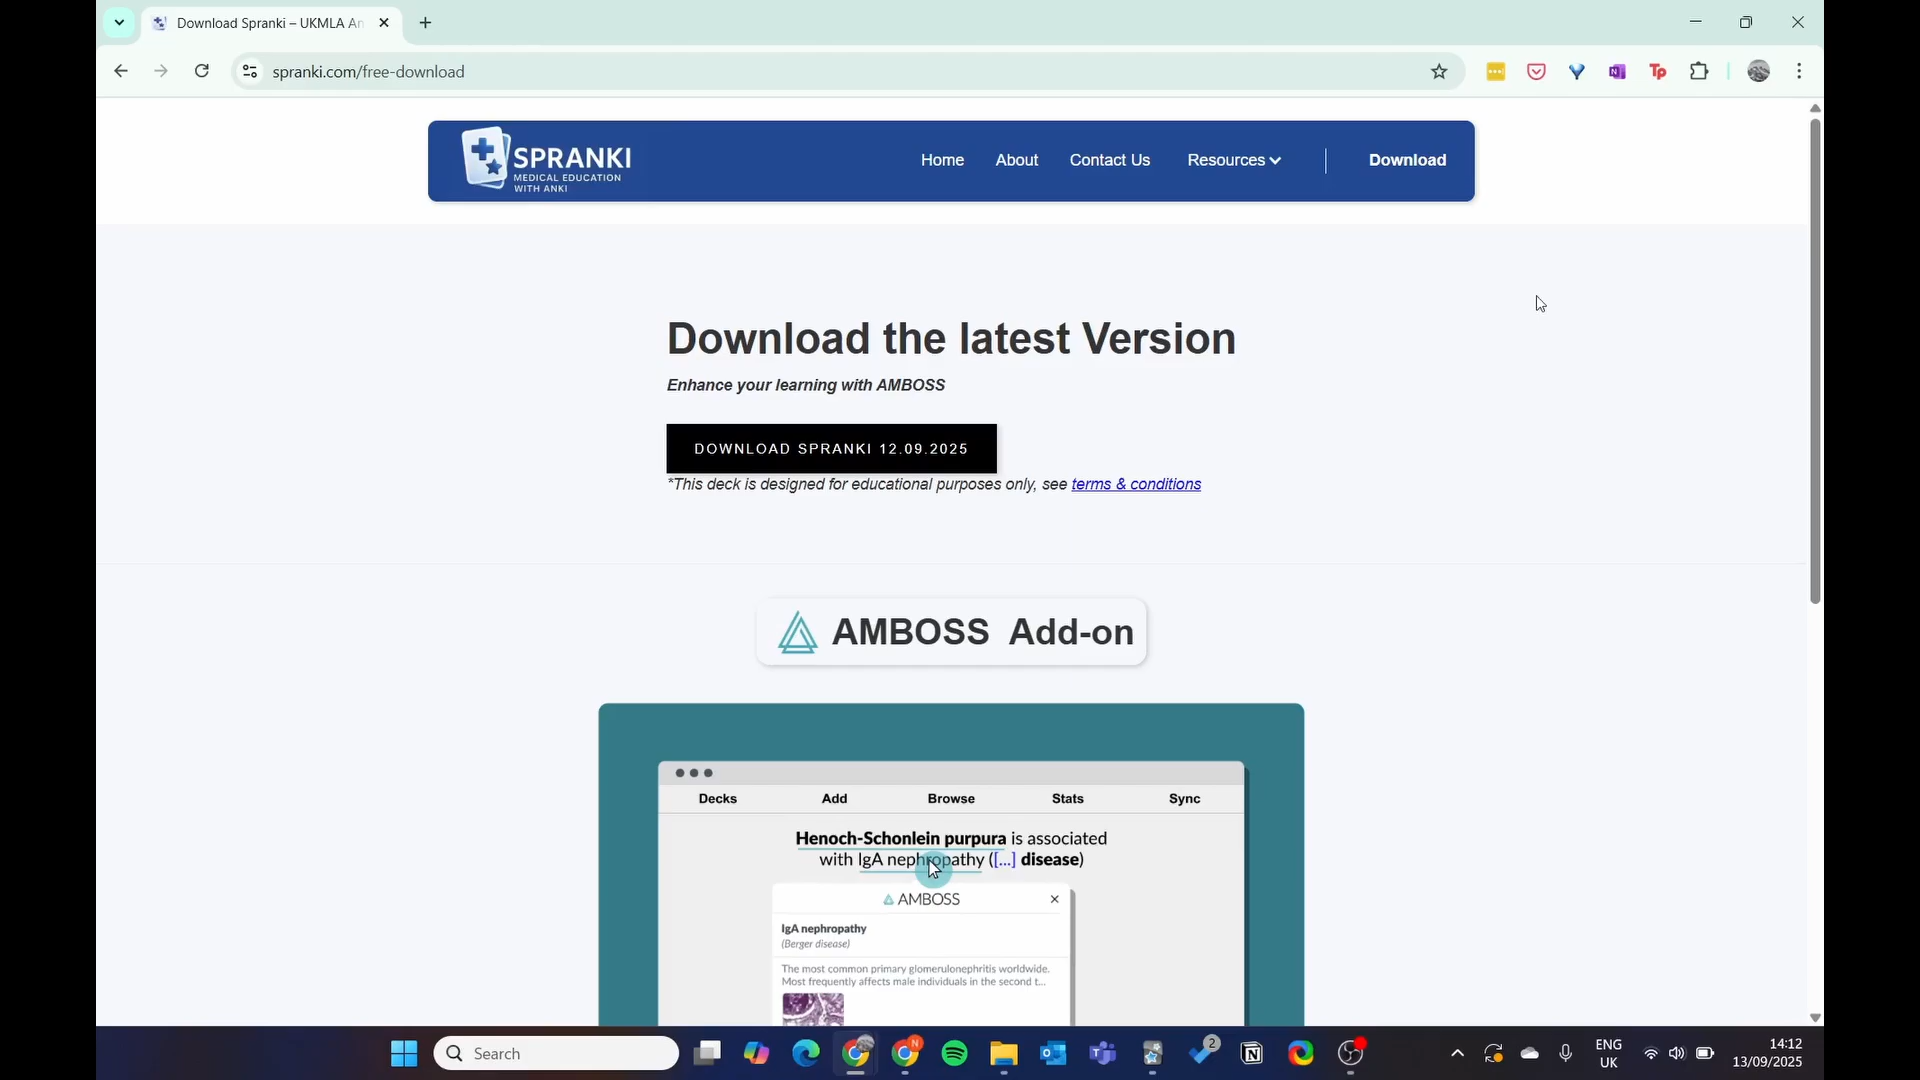 Download Spranki – UKMLA An
spranki.com/free-download
SPRANKI
MEDICAL EDUCATION
WITH ANKI
Home
About
Contact Us
Resources
Download
Download the latest Version
Enhance your learning with AMBOSS
DOWNLOAD SPRANKI 12.09.2025
*This deck is designed for educational purposes only, see terms & conditions
AMBOSS Add-on
Decks
Add
Browse
Stats
Sync
Henoch-Schonlein purpura is associated
with IgA nephropathy ([...] disease)
AMBOSS
IgA nephropathy
(Berger disease)
The most common primary glomerulonephritis worldwide.
Most frequently affects male individuals in the second t...
Search
2
ENG
UK
14:12
13/09/2025